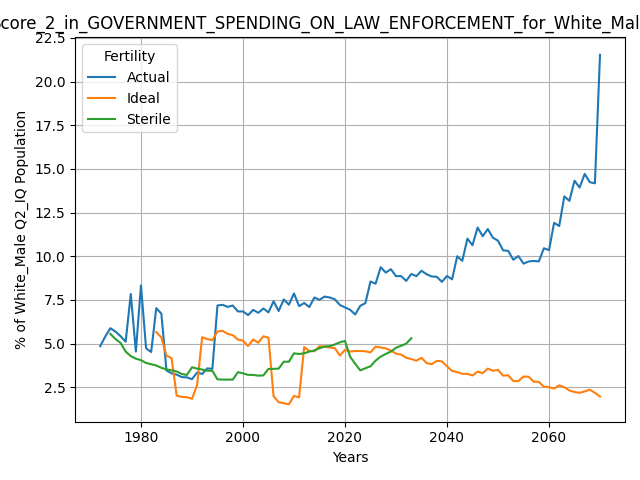 core_2_in_GOVERNMENT_SPENDING_ON_LAW_ENFORCEMENT_for_White_Mal
Fertility
Actual
Ideal
Sterile
22.5
20.0
17.5
15.0
12.5
10.0
7.5
5.0
2.5
% of White_Male Q2_IQ Population
1980 2000 2020 2040 2060
Years